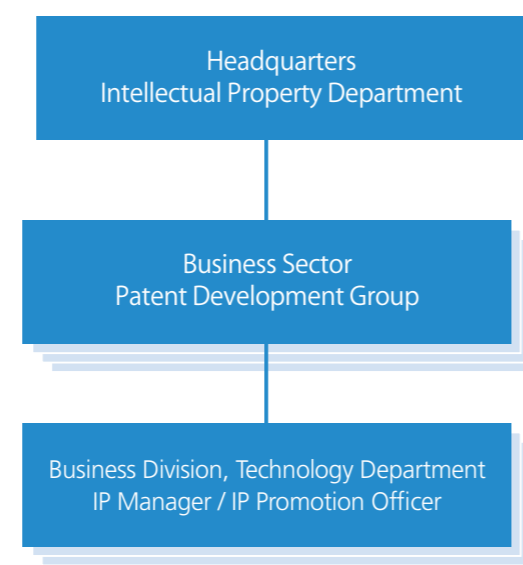 Headquarters
Intellectual Property Department
Business Sector
Patent Development Group
Business Division, Technology Department
IP Manager / IP Promotion Officer